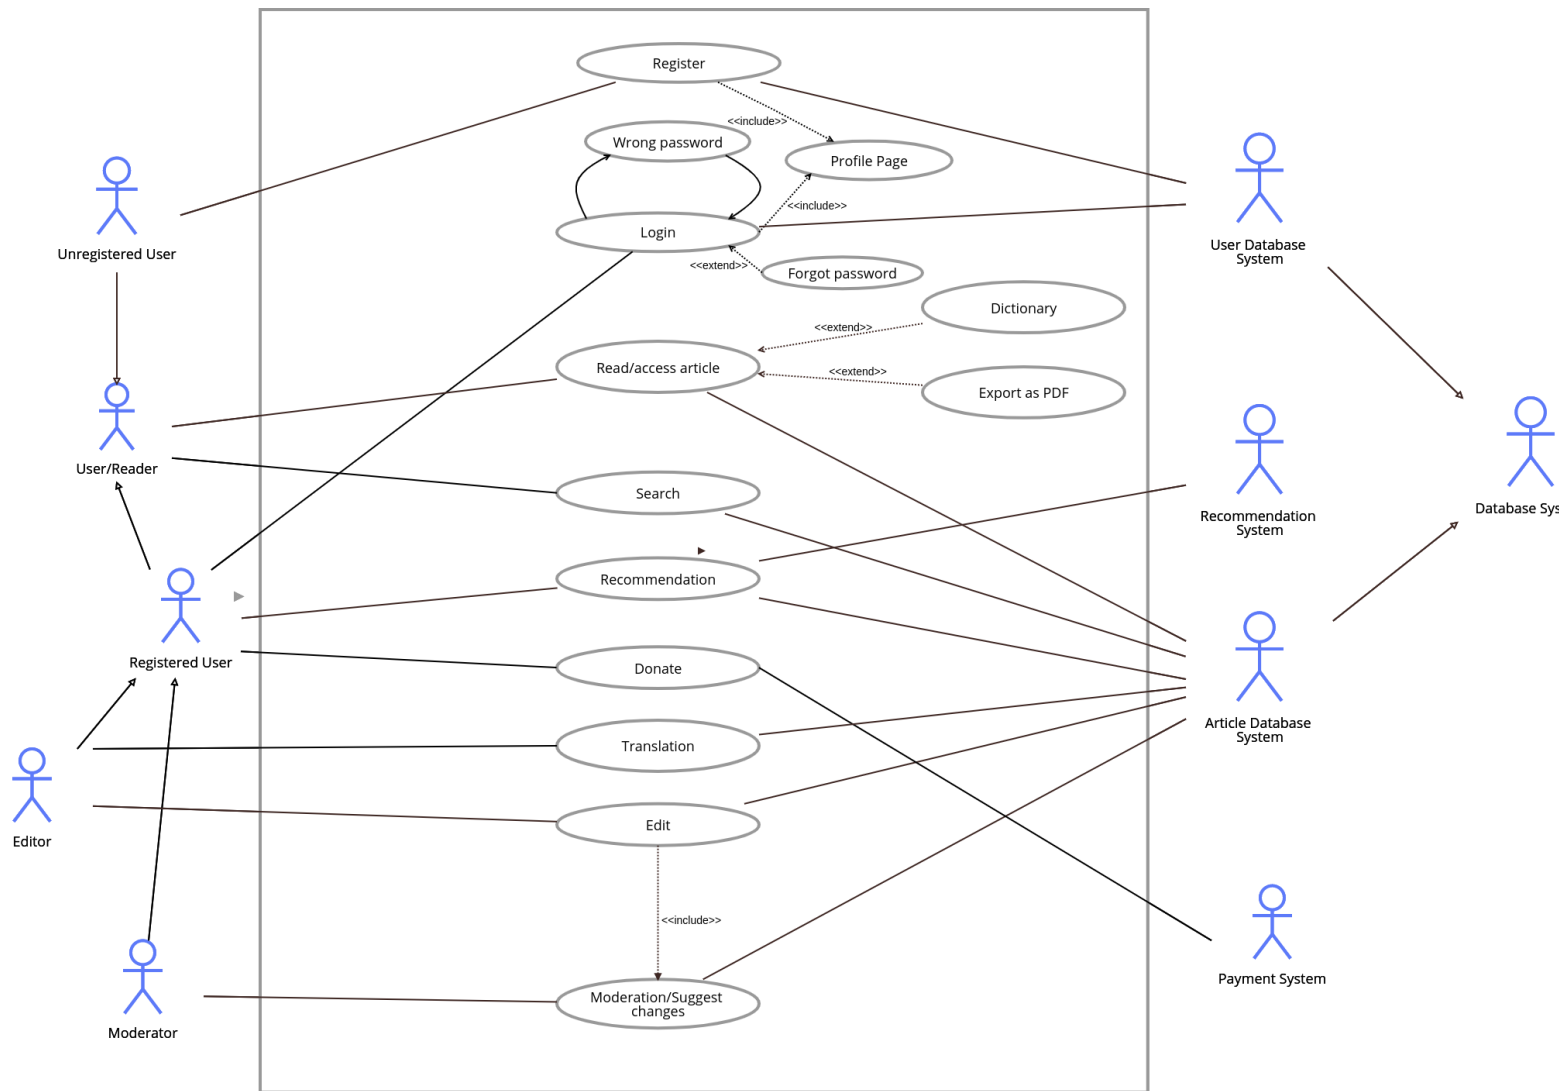 Register
<<include>>
Wrong password
Profile Page
<<include>>
Login
Unregistered User
User Database
System
<<extend>>
Forgot password
Dictionary
<<extend>>
Read/access article
<<extend>>
Export as PDF
User/Reader
Search
Recommendation
System
Database Sys
Recommendation
Registered User
Donate
Article Database
System
Translation
Edit
Editor
<<include>>
Payment System
Moderation/Suggest
changes
Moderator